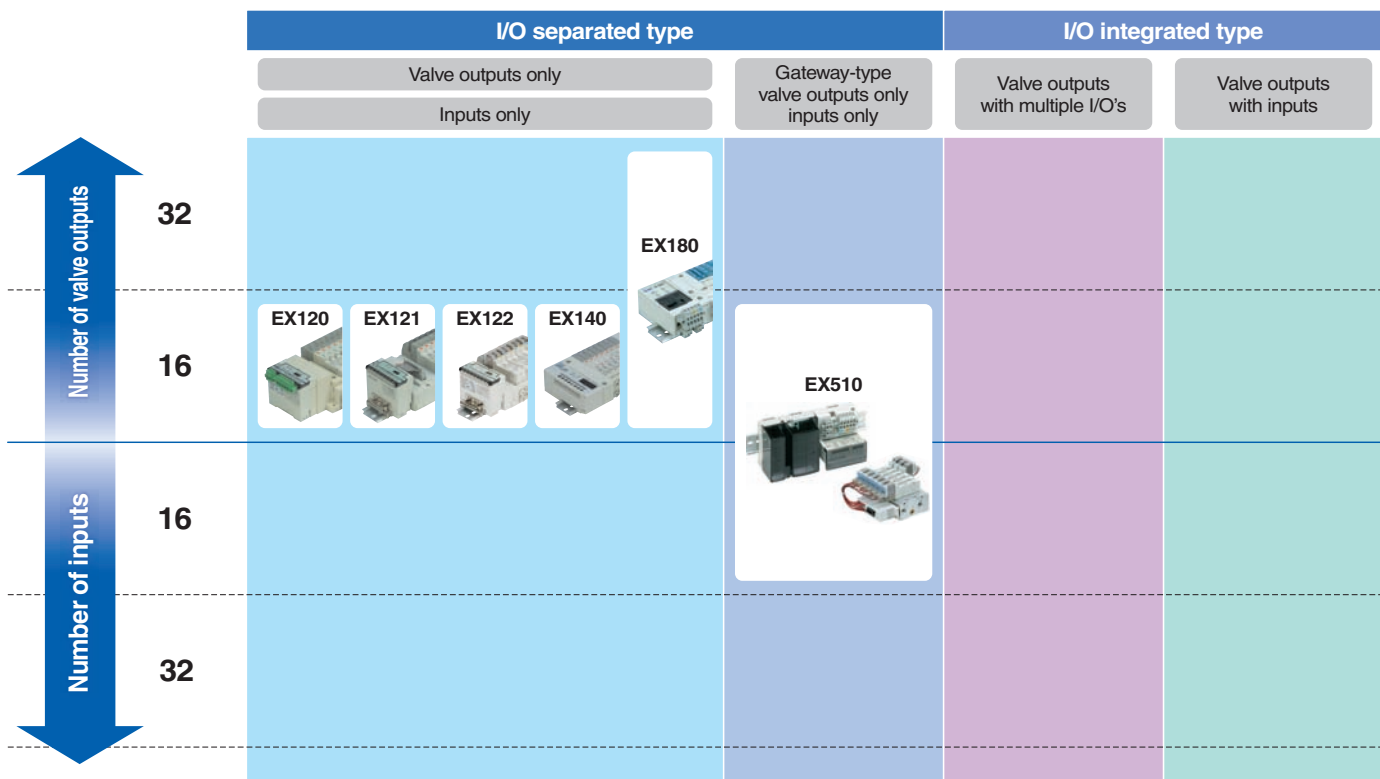 I/O separated type
I/O integrated type
Valve outputs only
Inputs only
Gateway-type
valve outputs only
inputs only
Valve outputs
with multiple I/O's
Valve outputs
with inputs
Number of valve outputs
32
EX180
16
EX120
EX121
EX122
EX140
EX510
Number of inputs
16
32